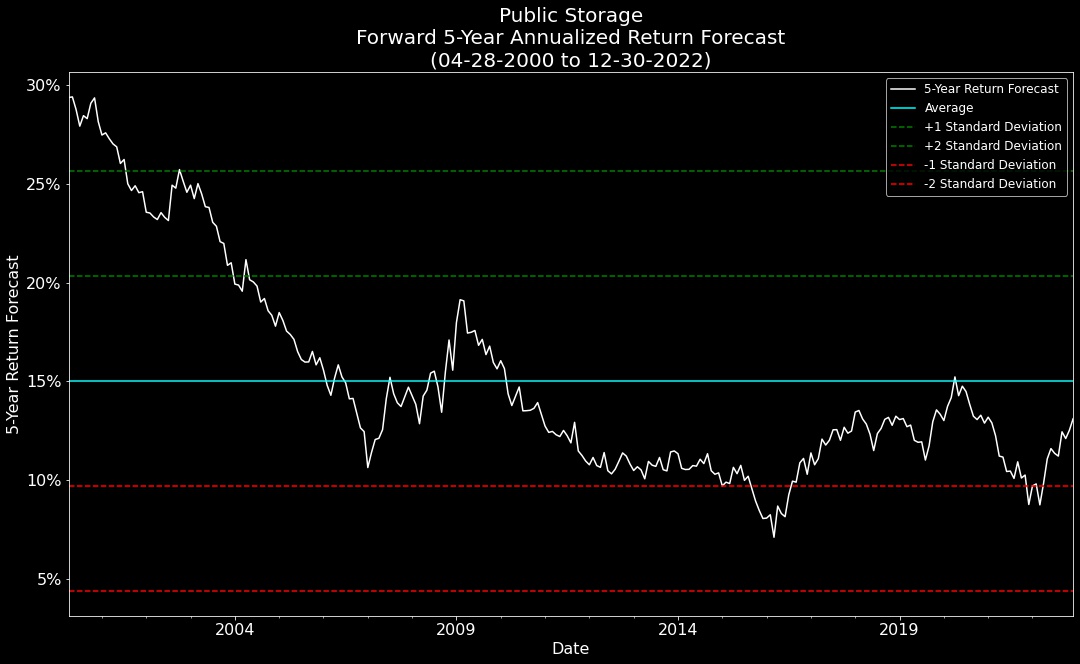 Public Storage
Forward 5-Year Annualized Return Forecast
(04-28-2000 to 12-30-2022)
30%
25%
20%
15%
10%
5%
5-Year Return Forecast
5-Year Return Forecast
Average
+1 Standard Deviation
+2 Standard Deviation
-1 Standard Deviation
-2 Standard Deviation
2004
2009
2014
2019
Date